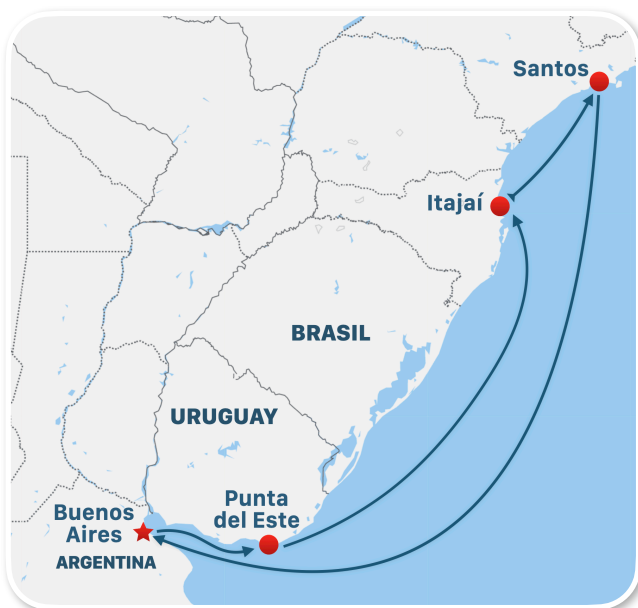 Santos
Itajaí
BRASIL
URUGUAY
Punta
del Este
Buenos
Aires
ARGENTINA